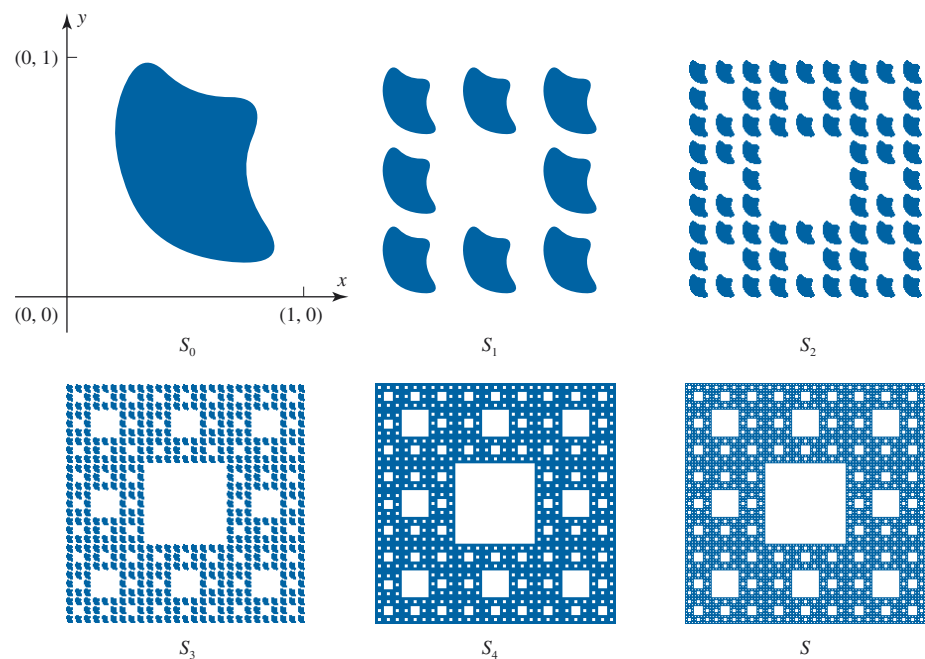 y
(0, 1)
x
(0, 0)
(1, 0)
S₀
S₁
S₂
S₃
S₄
S